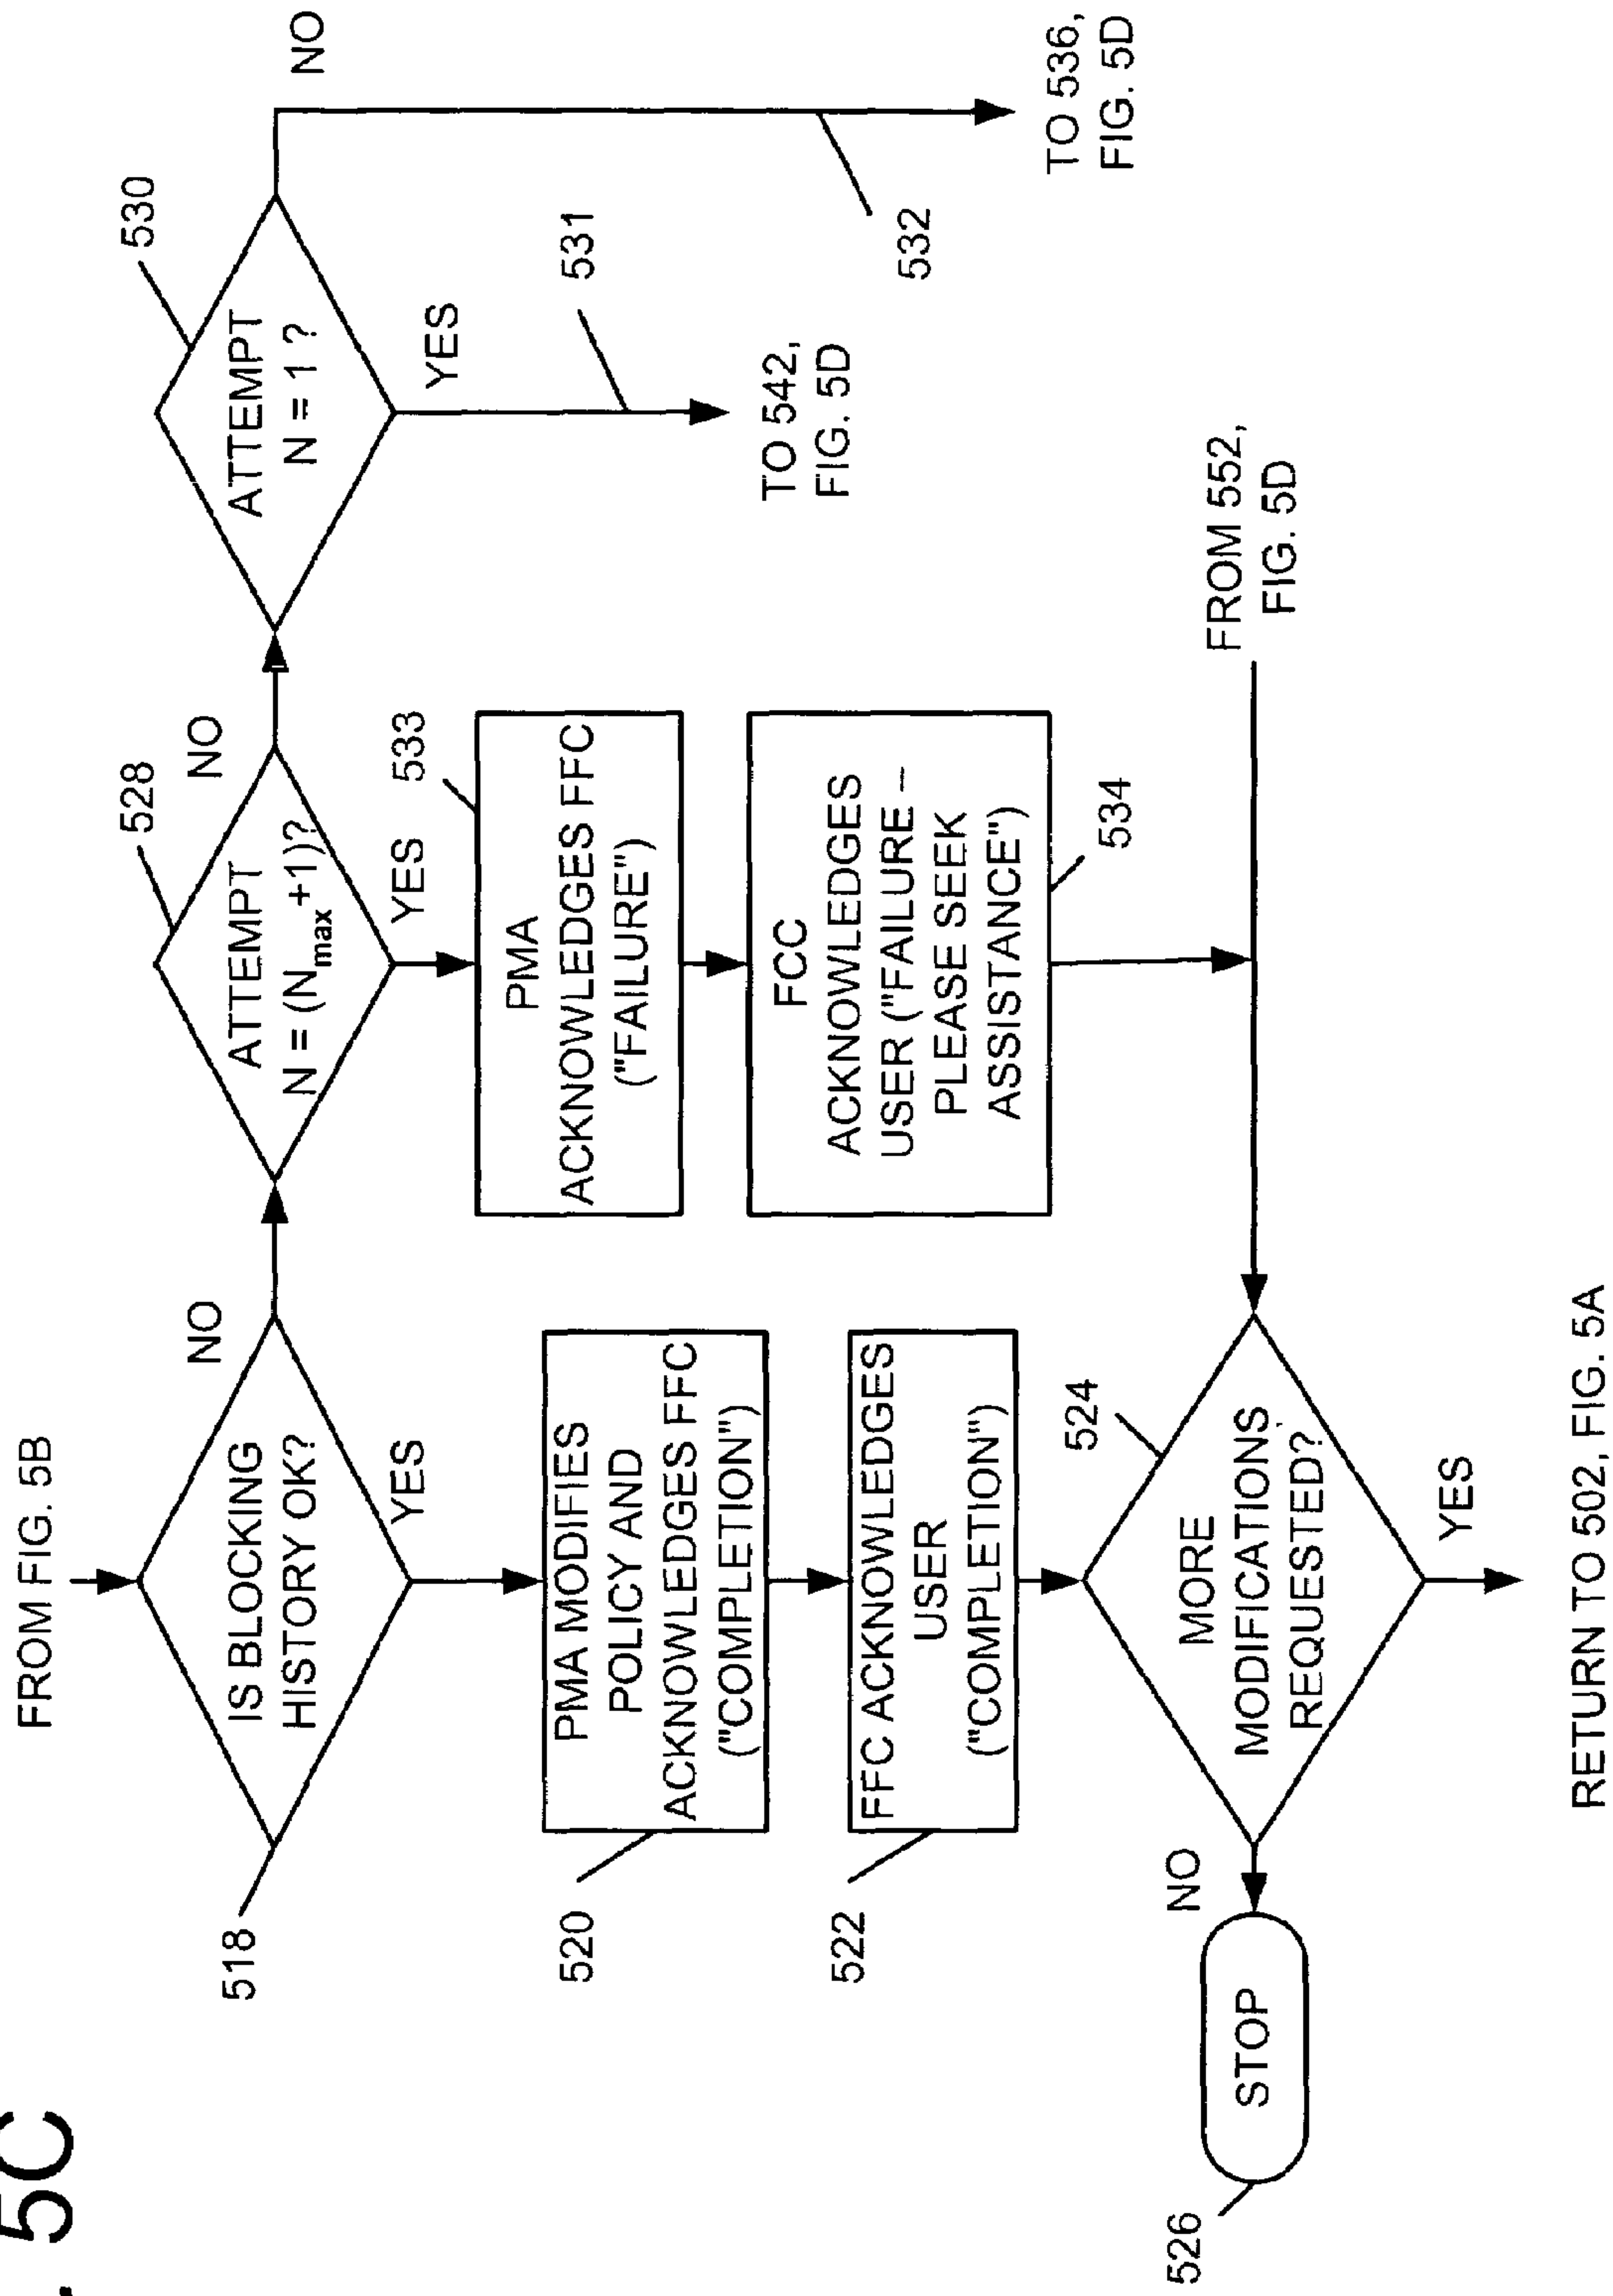 . 5C
FROM FIG. 5B
518
IS BLOCKING
HISTORY OK?
NO
YES
528
ATTEMPT
N = (Nmax +1)?
NO
YES
530
ATTEMPT
N = 1 ?
NO
YES
531
TO 542,
FIG. 5D
532
TO 536,
FIG. 5D
520
PMA MODIFIES
POLICY AND
ACKNOWLEDGES FFC
("COMPLETION")
533
PMA
ACKNOWLEDGES FFC
("FAILURE")
522
FFC ACKNOWLEDGES
USER
("COMPLETION")
FCC
ACKNOWLEDGES
USER ("FAILURE –
PLEASE SEEK
ASSISTANCE")
534
524
MORE
MODIFICATIONS
REQUESTED?
FROM 552,
FIG. 5D
NO
YES
STOP
526
RETURN TO 502, FIG. 5A